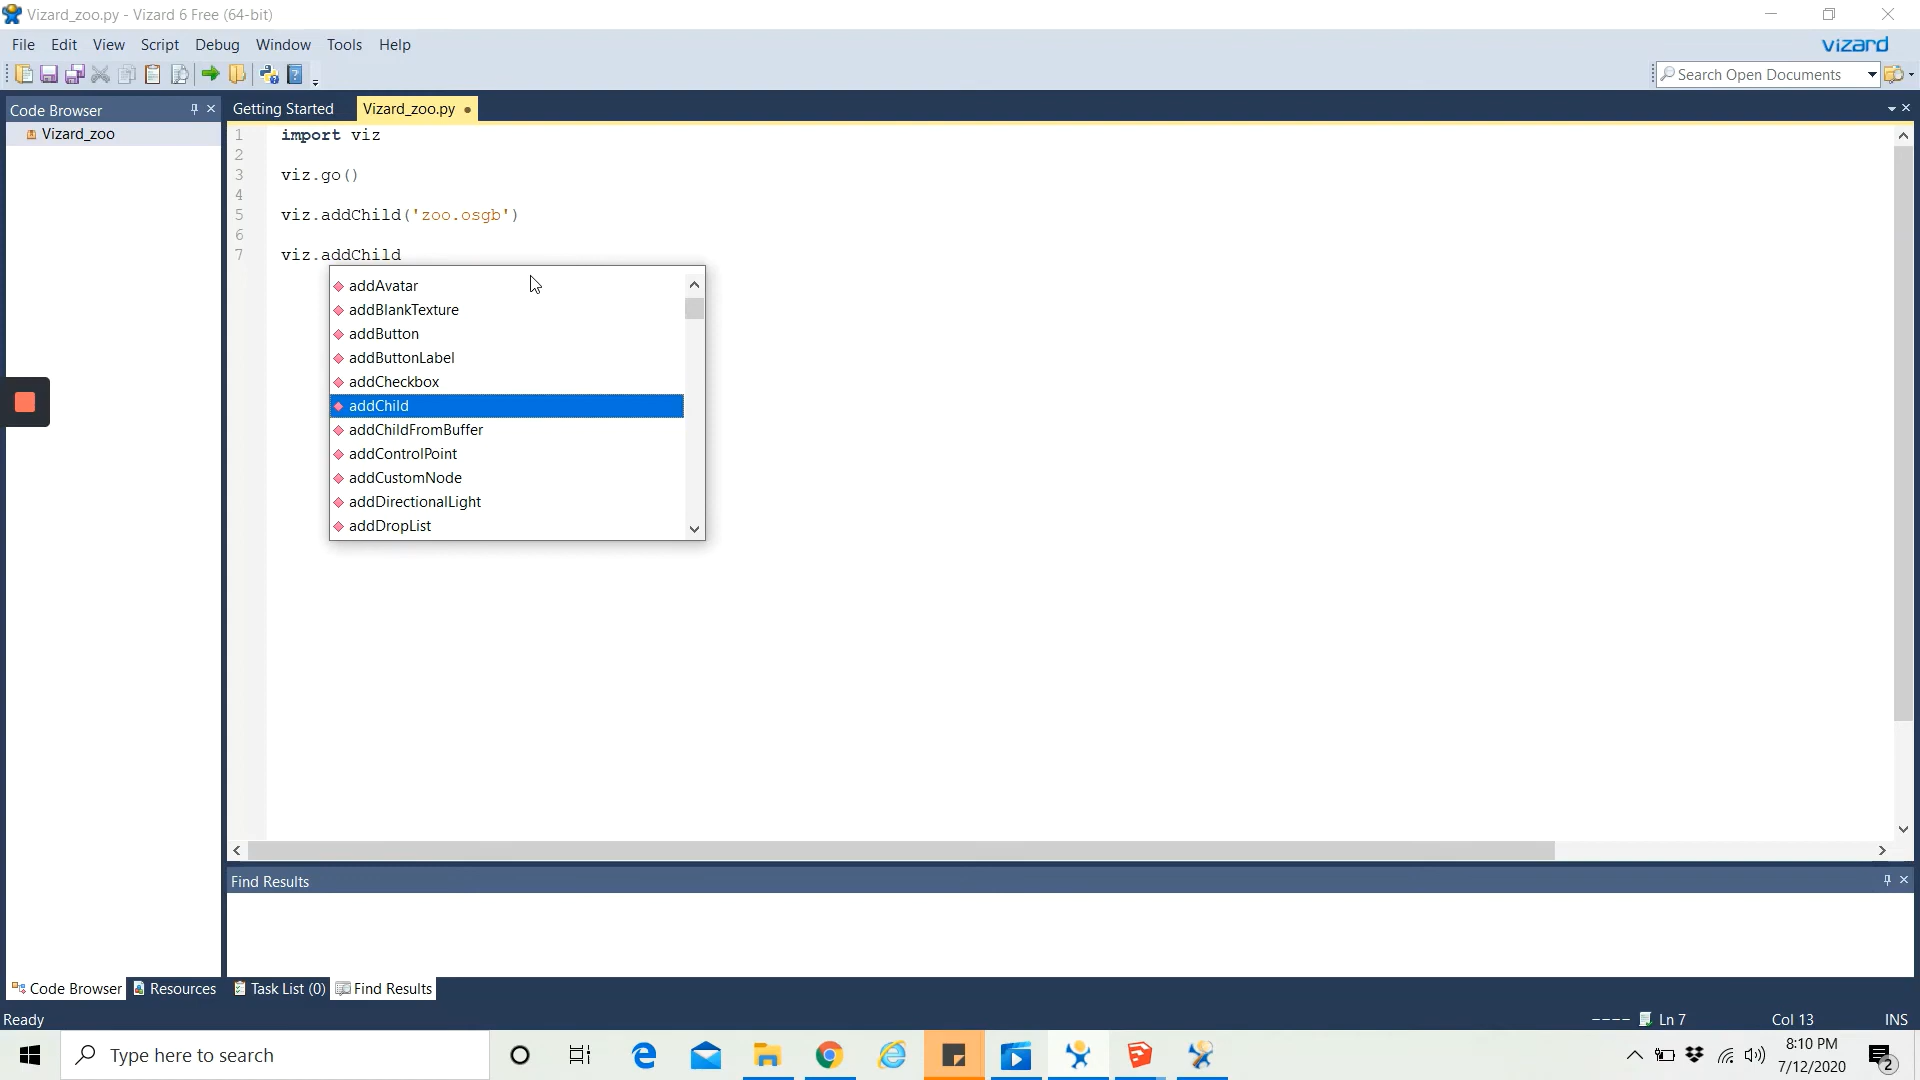 Vizard_zoo.py - Vizard 6 Free (64-bit)
File Edit View Script Debug Window Tools Help
vizard
Search Open Documents
Code Browser
Vizard_zoo
Getting Started
Vizard_zoo.py
1 import viz
2
3 viz.go()
4
5 viz.addChild('zoo.osgb')
6
7 viz.addChild
addAvatar
addBlankTexture
addButton
addButtonLabel
addCheckbox
addChild
addChildFromBuffer
addControlPoint
addCustomNode
addDirectionalLight
addDropList
Find Results
Code Browser Resources Task List (0) Find Results
Ready
Ln 7 Col 13 INS
Type here to search
8:10 PM
7/12/2020
2